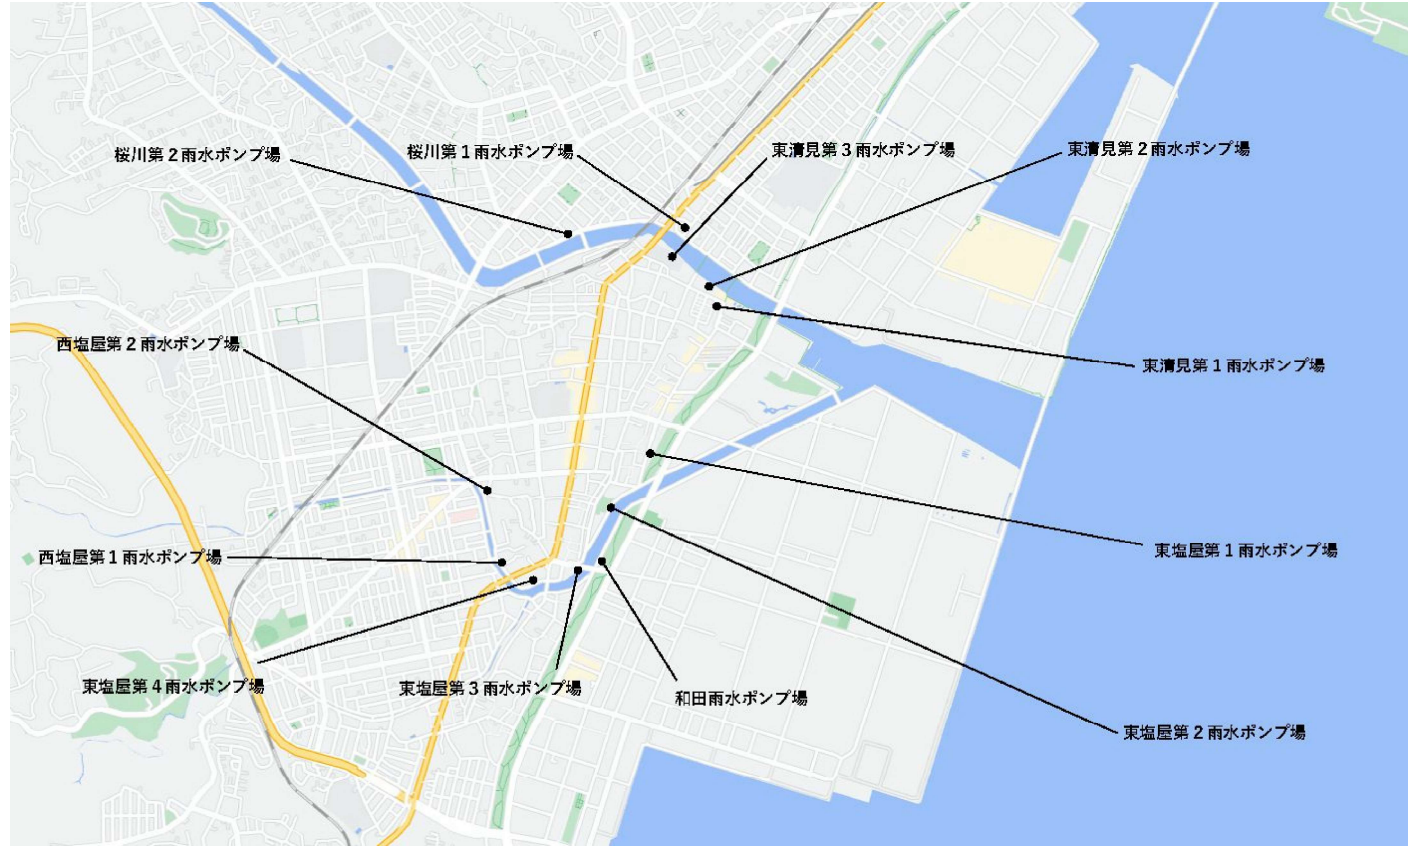 桜川第２雨水ポンプ場
桜川第１雨水ポンプ場
東清見第３雨水ポンプ場
東清見第２雨水ポンプ場
西塩屋第２雨水ポンプ場
東清見第１雨水ポンプ場
西塩屋第１雨水ポンプ場
東塩屋第１雨水ポンプ場
東塩屋第４雨水ポンプ場
東塩屋第３雨水ポンプ場
和田雨水ポンプ場
東塩屋第２雨水ポンプ場